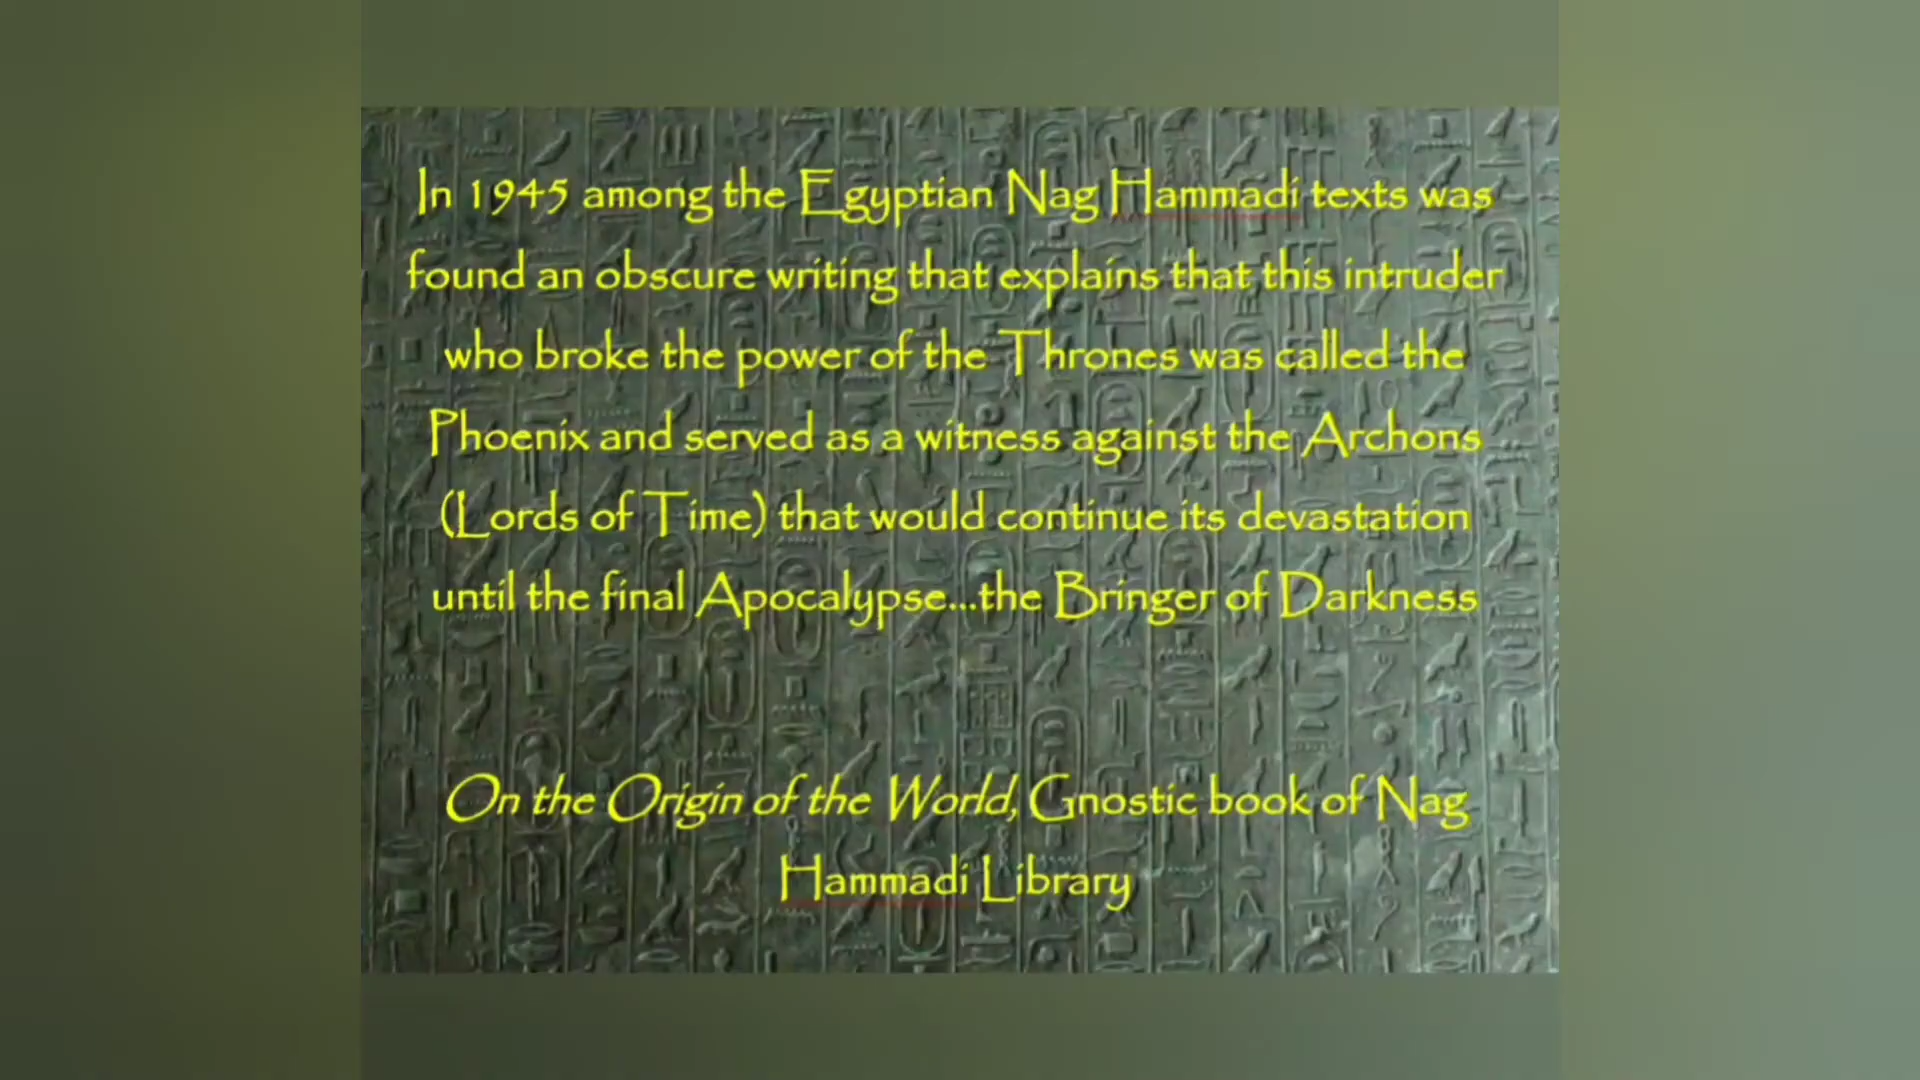 In 1945 among the Egyptian Nag Hammadi texts was
found an obscure writing that explains that this intruder
who broke the power of the Thrones was called the
Phoenix and served as a witness against the Archons
(Lords of Time) that would continue its devastation
until the final Apocalypse...the Bringer of Darkness
On the Origin of the World, Gnostic book of Nag
Hammadi Library